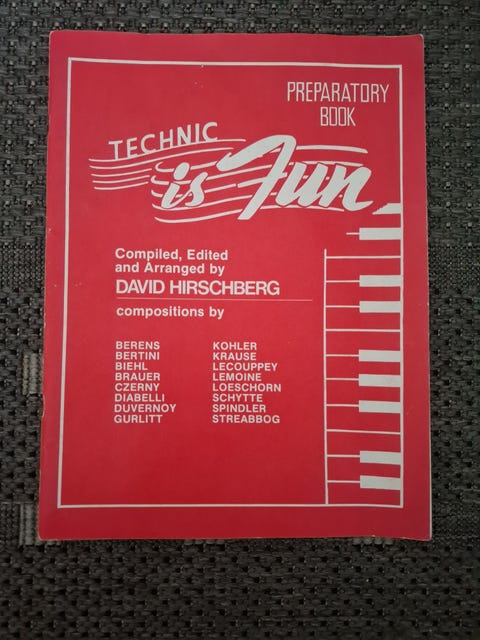 PREPARATORY
BOOK
TECHNIC
is Fun
Compiled, Edited
and Arranged by
DAVID HIRSCHBERG
compositions by
BERENS
BERTINI
BIEHL
BRAUER
CZERNY
DIABELLI
DUVERNOY
GURLITT
KOHLER
KRAUSE
LECOUPPEY
LEMOINE
LOESCHORN
SCHYTTE
SPINDLER
STREABBOG